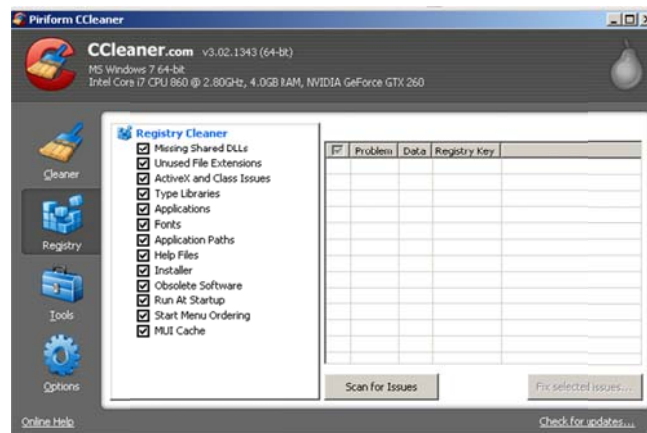 Piriform CCleaner
CCleaner.com v3.02.1343 (64-bit)
MS Windows 7 64-bit
Intel Core i7 CPU 860 @ 2.80GHz, 4.0GB RAM, NVIDIA GeForce GTX 260
Cleaner
Registry
Tools
Options
Registry Cleaner
Missing Shared DLLs
Unused File Extensions
ActiveX and Class Issues
Type Libraries
Applications
Fonts
Application Paths
Help Files
Installer
Obsolete Software
Run At Startup
Start Menu Ordering
MUI Cache
Problem Data Registry Key
Scan for Issues
Fix selected issues...
Online Help
Check for updates...